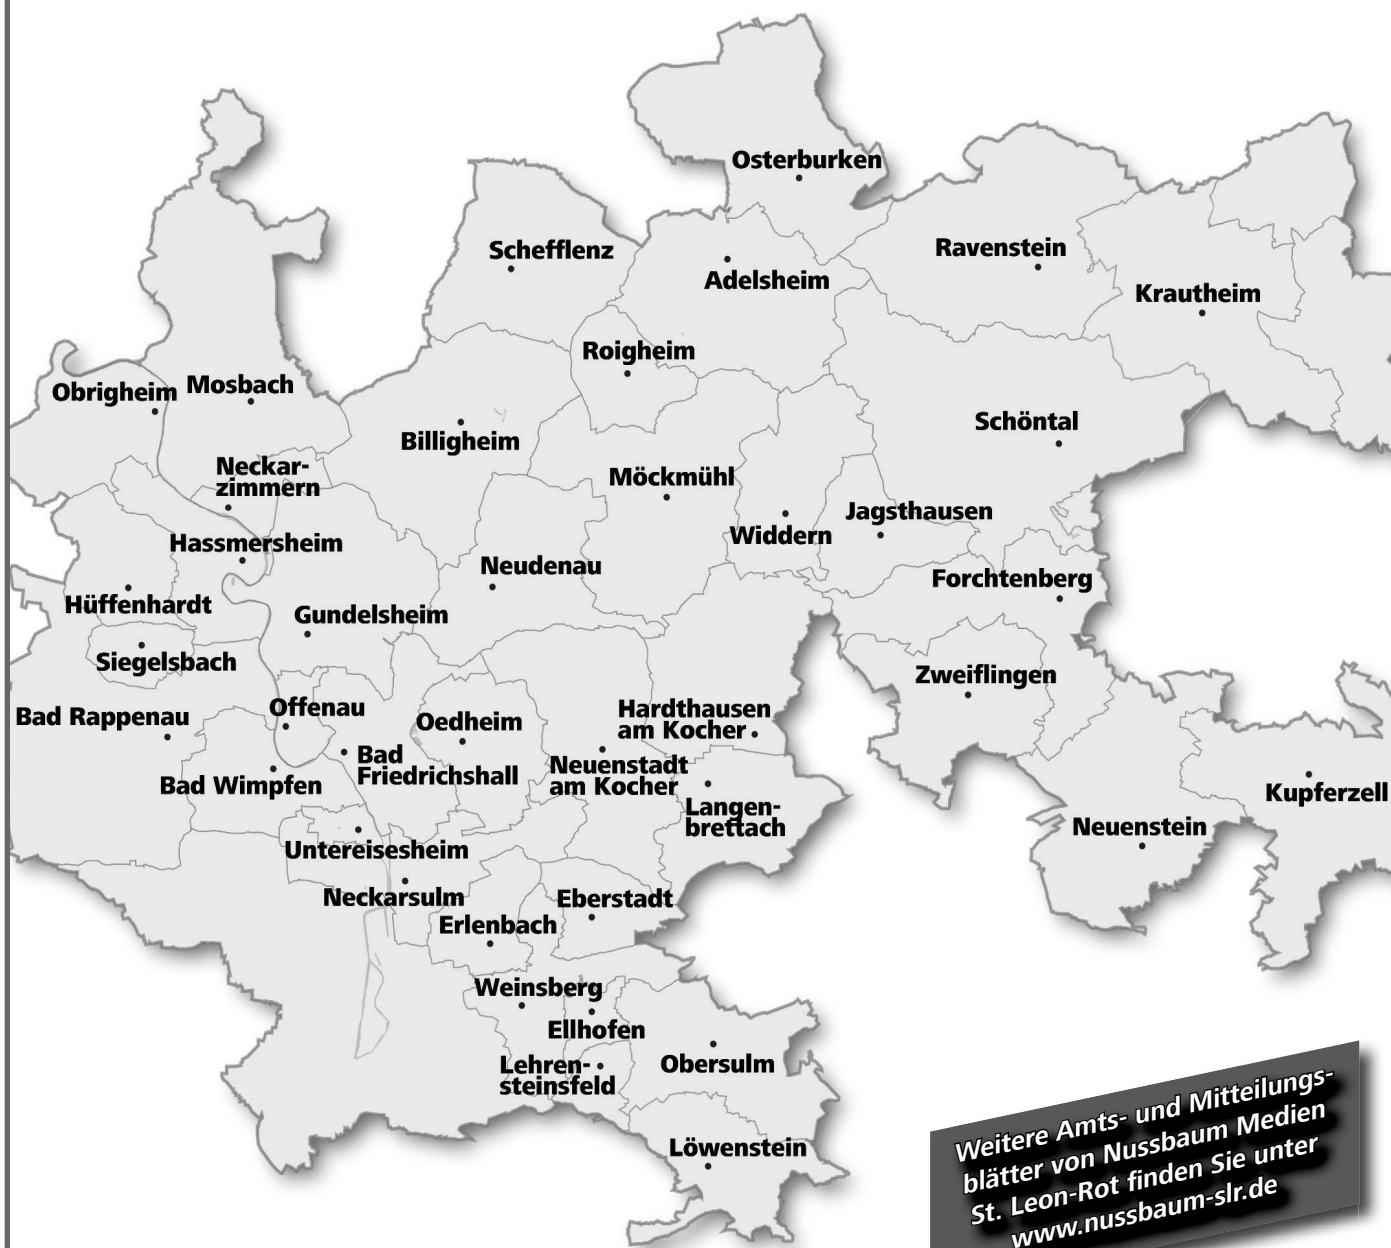 Osterburken
Schefflenz
Ravenstein
Adelsheim
Krautheim
Roigheim
Obrigheim
Mosbach
Schöntal
Billigheim
Neckar-
zimmern
Möckmühl
Jagsthausen
Widdern
Hassmersheim
Neudenau
Forchtenberg
Hüffenhardt
Gundelsheim
Siegelsbach
Zweiflingen
Bad Rappenau
Offenau
Oedheim
Hardthausen
am Kocher
Bad
Friedrichshall
Neuenstadt
am Kocher
Bad Wimpfen
Kupferzell
Langen-
brettach
Neuenstein
Untereisesheim
Neckarsulm
Eberstadt
Erlenbach
Weinsberg
Ellhofen
Lehren-
steinsfeld
Obersulm
Löwenstein
Weitere Amts- und Mitteilungs-
blätter von Nussbaum Medien
St. Leon-Rot finden Sie unter
www.nussbaum-slr.de